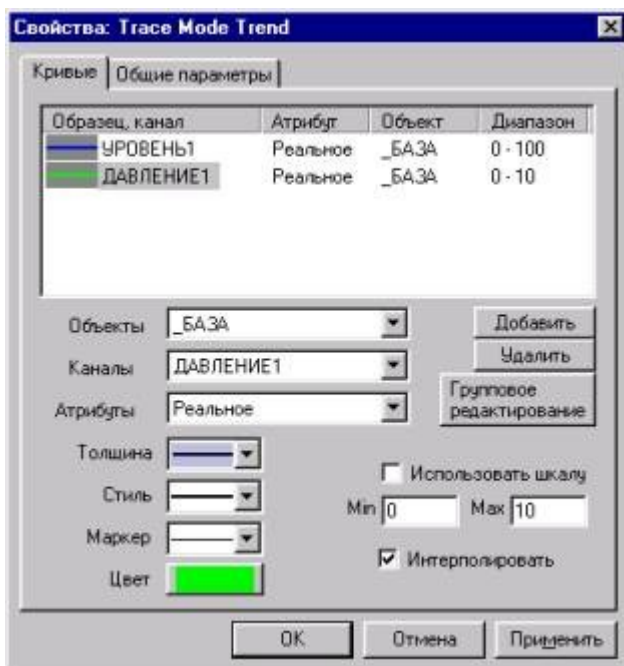 Свойства: Trace Mode Trend
Кривые Общие параметры
Образец, канал Атрибут Объект Диапазон
УРОВЕНЬ1 Реальное _БАЗА 0 - 100
ДАВЛЕНИЕ1 Реальное _БАЗА 0 - 10
Объекты _БАЗА Добавить
Удалить
Каналы ДАВЛЕНИЕ1
Групповое
редактирование
Атрибуты Реальное
Толщина
Использовать шкалу
Стиль
Min 0 Max 10
Маркер
Интерполировать
Цвет
OK Отмена Применить